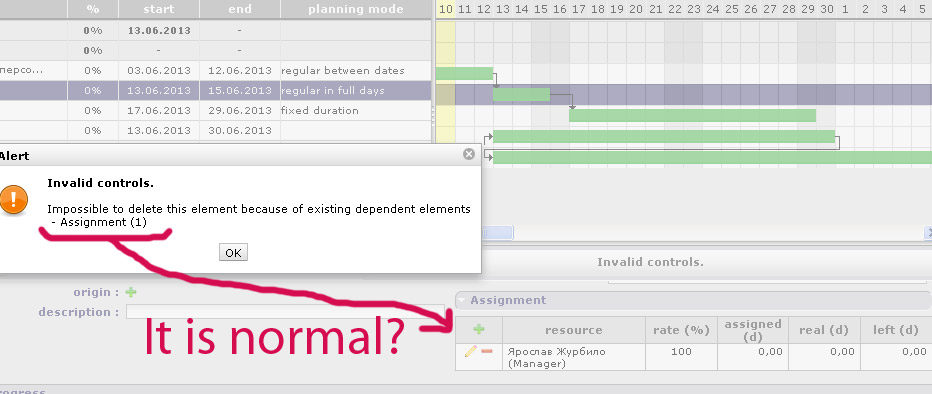 % start end planning mode 10 11 12 13 14 15 16 17 18 19 20 21 22 23 24 25 26 27 28 29 30 1 2 3 4 5
0% 13.06.2013 -
0% - -
персо... 0% 03.06.2013 12.06.2013 regular between dates
0% 13.06.2013 15.06.2013 regular in full days
0% 17.06.2013 29.06.2013 fixed duration
0% 13.06.2013 30.06.2013
Alert
Invalid controls.
Impossible to delete this element because of existing dependent elements
- Assignment (1)
OK
Invalid controls.
origin :
description :
Assignment
It is normal?
resource rate (%) assigned (d) real (d) left (d)
Ярослав Журбило 100 0,00 0,00 0,00
(Manager)
rogress